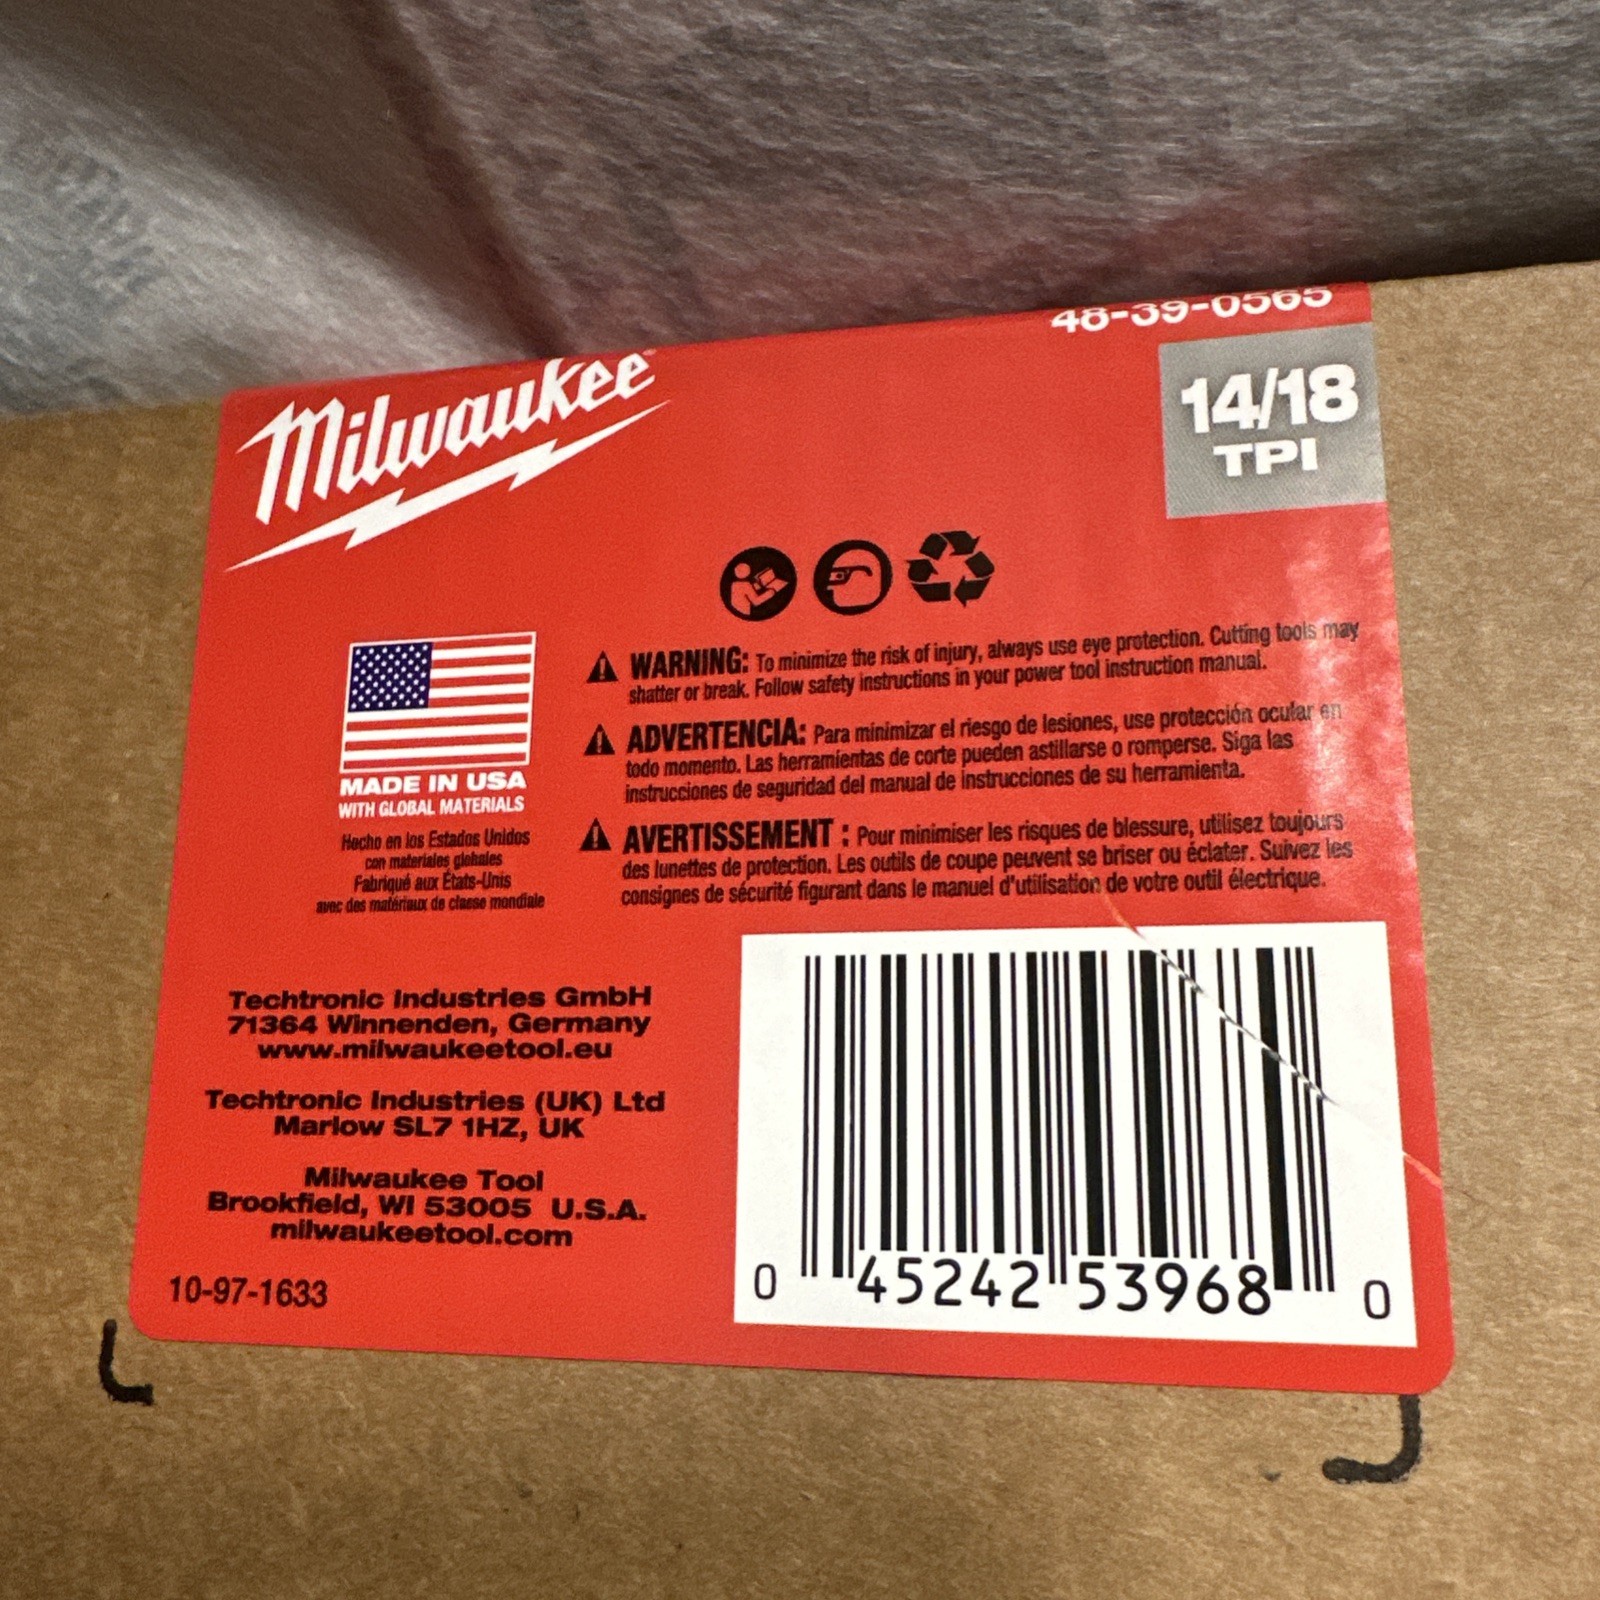 48-39-0565
Milwaukee®
14/18
TPI
WARNING: To minimize the risk of injury, always use eye protection. Cutting tools may
shatter or break. Follow safety instructions in your power tool instruction manual.
ADVERTENCIA: Para minimizar el riesgo de lesiones, use protección ocular en
todo momento. Las herramientas de corte pueden astillarse o romperse. Siga las
instrucciones de seguridad del manual de instrucciones de su herramienta.
AVERTISSEMENT : Pour minimiser les risques de blessure, utilisez toujours
des lunettes de protection. Les outils de coupe peuvent se briser ou éclater. Suivez les
consignes de sécurité figurant dans le manuel d'utilisation de votre outil électrique.
MADE IN USA
WITH GLOBAL MATERIALS
Hecho en los Estados Unidos
con materiales globales
Fabriqué aux États-Unis
avec des matériaux de classe mondiale
Techtronic Industries GmbH
71364 Winnenden, Germany
www.milwaukeetool.eu
Techtronic Industries (UK) Ltd
Marlow SL7 1HZ, UK
Milwaukee Tool
Brookfield, WI 53005 U.S.A.
milwaukeetool.com
10-97-1633
0 45242 53968 0